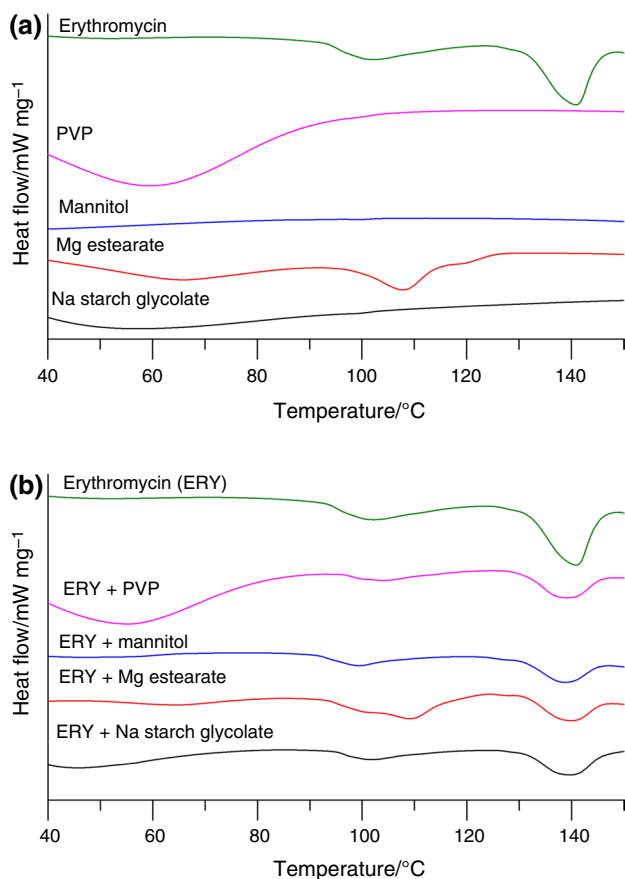 (a)
Erythromycin
PVP
Mannitol
Mg estearate
Na starch glycolate
Heat flow/mW mg⁻¹
40 60 80 100 120 140
Temperature/°C
(b)
Erythromycin (ERY)
ERY + PVP
ERY + mannitol
ERY + Mg estearate
ERY + Na starch glycolate
Heat flow/mW mg⁻¹
40 60 80 100 120 140
Temperature/°C